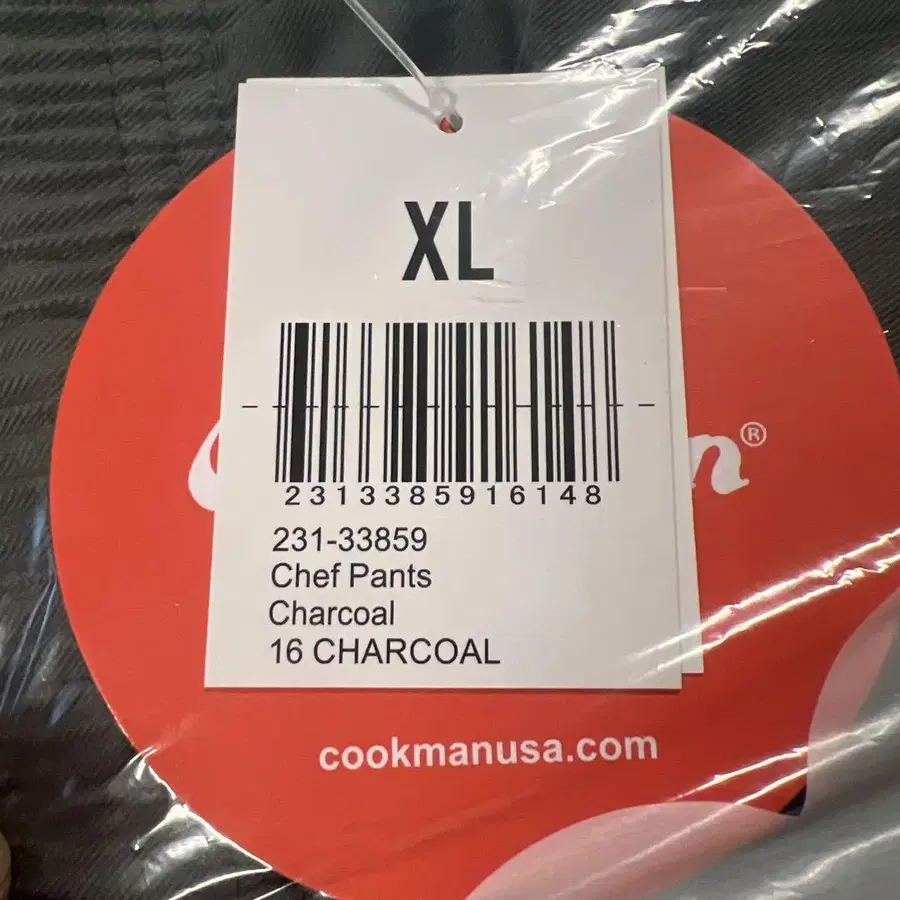 XL
2313385916148
231-33859
Chef Pants
Charcoal
16 CHARCOAL
n®
cookmanusa.com